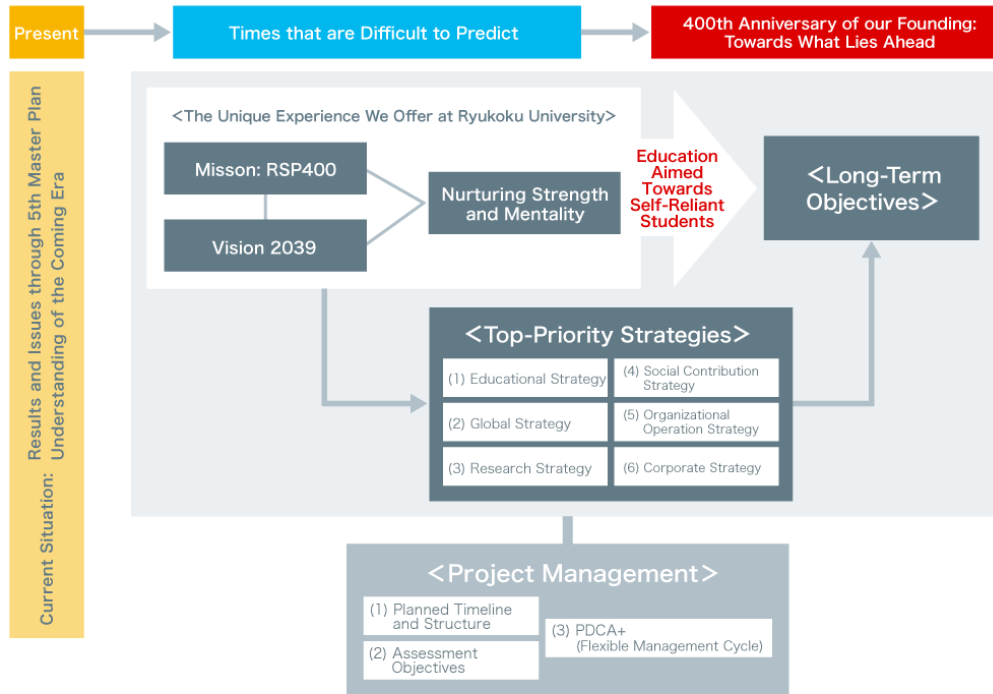 Present
Times that are Difficult to Predict
400th Anniversary of our Founding:
Towards What Lies Ahead
Current Situation: Results and Issues through 5th Master Plan
Understanding of the Coming Era
<The Unique Experience We Offer at Ryukoku University>
Misson: RSP400
Vision 2039
Nurturing Strength
and Mentality
Education
Aimed
Towards
Self-Reliant
Students
<Long-Term
Objectives>
<Top-Priority Strategies>
(1) Educational Strategy
(2) Global Strategy
(3) Research Strategy
(4) Social Contribution
Strategy
(5) Organizational
Operation Strategy
(6) Corporate Strategy
<Project Management>
(1) Planned Timeline
and Structure
(2) Assessment
Objectives
(3) PDCA+
(Flexible Management Cycle)